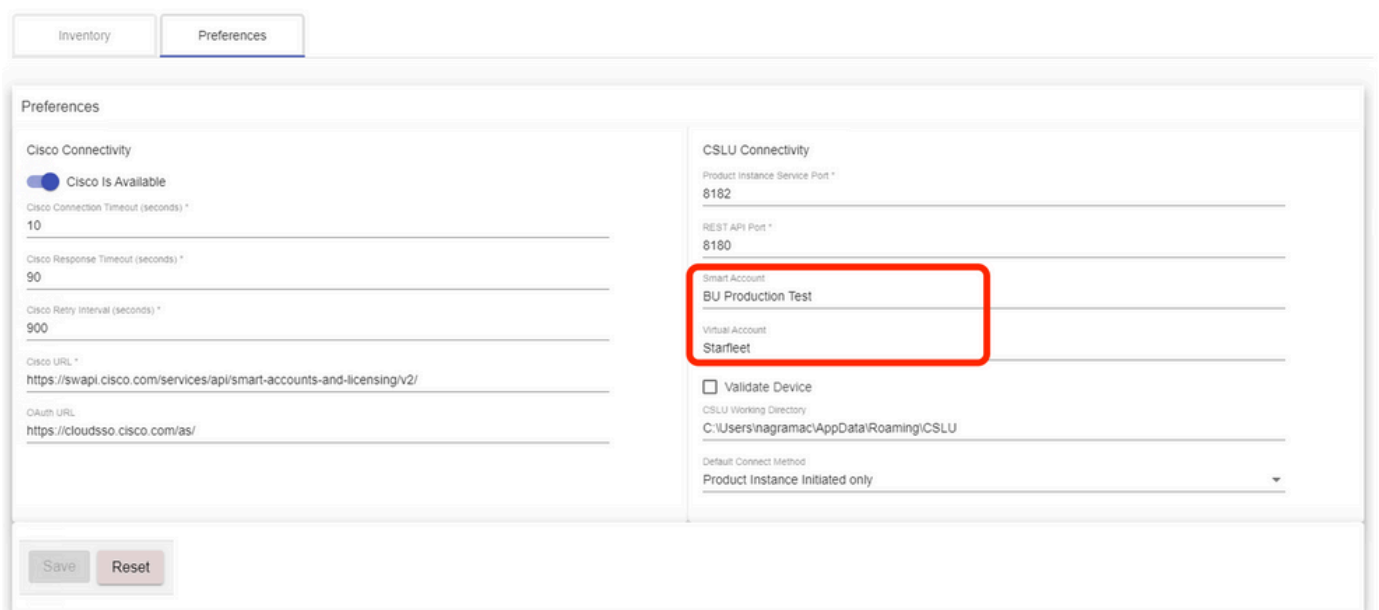 Inventory
Preferences
Preferences
Cisco Connectivity
Cisco Is Available
Cisco Connection Timeout (seconds) *
10
Cisco Response Timeout (seconds) *
90
Cisco Retry Interval (seconds) *
900
Cisco URL *
https://swapi.cisco.com/services/api/smart-accounts-and-licensing/v2/
OAuth URL
https://cloudsso.cisco.com/as/
CSLU Connectivity
Product Instance Service Port *
8182
REST API Port *
8180
Smart Account
BU Production Test
Virtual Account
Starfleet
Validate Device
CSLU Working Directory
C:\Users\nagramac\AppData\Roaming\CSLU
Default Connect Method
Product Instance Initiated only
Save
Reset